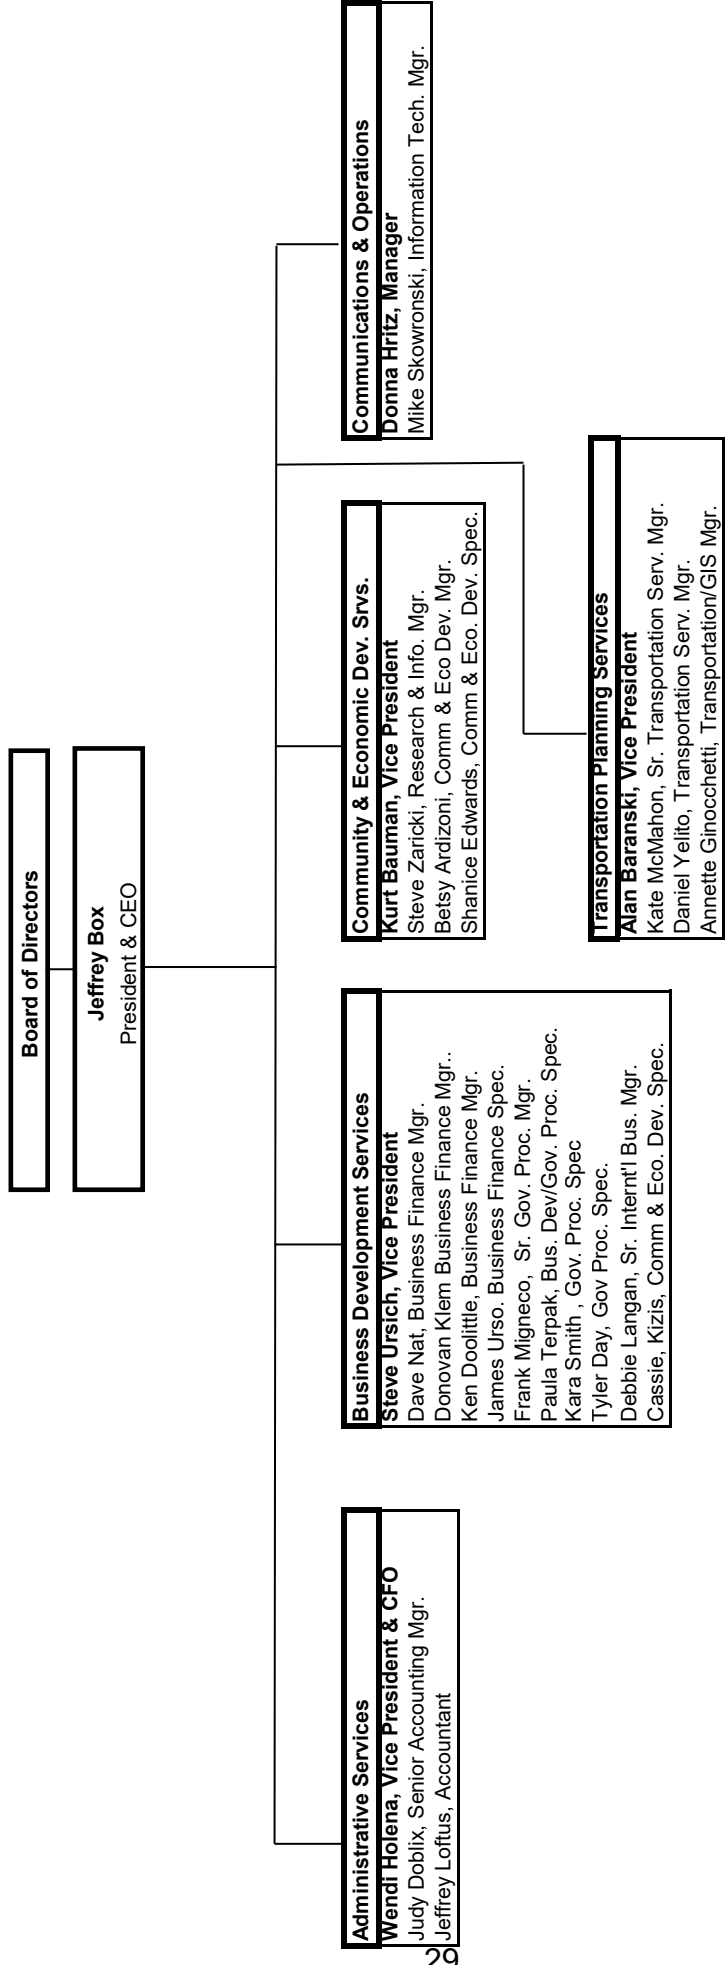 Board of Directors
Jeffrey Box
President & CEO
Administrative Services
Wendi Holena, Vice President & CFO
Judy Doblix, Senior Accounting Mgr.
Jeffrey Loftus, Accountant
Business Development Services
Steve Ursich, Vice President
Dave Nat, Business Finance Mgr.
Donovan Klem Business Finance Mgr..
Ken Doolittle, Business Finance Mgr.
James Urso. Business Finance Spec.
Frank Migneco, Sr. Gov. Proc. Mgr.
Paula Terpak, Bus. Dev/Gov. Proc. Spec.
Kara Smith , Gov. Proc. Spec
Tyler Day, Gov Proc. Spec.
Debbie Langan, Sr. Internt'l Bus. Mgr.
Cassie, Kizis, Comm & Eco. Dev. Spec.
Community & Economic Dev. Srvs.
Kurt Bauman, Vice President
Steve Zaricki, Research & Info. Mgr.
Betsy Ardizoni, Comm & Eco Dev. Mgr.
Shanice Edwards, Comm & Eco. Dev. Spec.
Communications & Operations
Donna Hritz, Manager
Mike Skowronski, Information Tech. Mgr.
Transportation Planning Services
Alan Baranski, Vice President
Kate McMahon, Sr. Transportation Serv. Mgr.
Daniel Yelito, Transportation Serv. Mgr.
Annette Ginocchetti, Transportation/GIS Mgr.
29